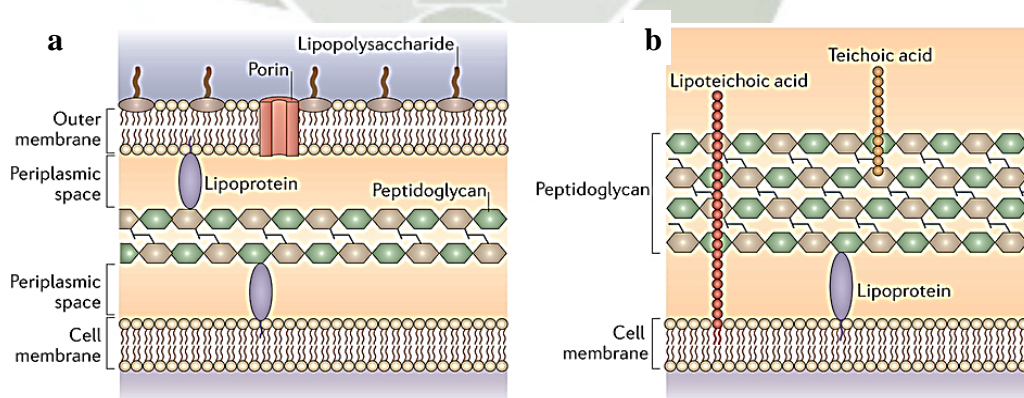 a
Lipopolysaccharide
Porin
Outer
membrane
Periplasmic
space
Lipoprotein
Peptidoglycan
Periplasmic
space
Cell
membrane
b
Teichoic acid
Lipoteichoic acid
Peptidoglycan
Lipoprotein
Cell
membrane